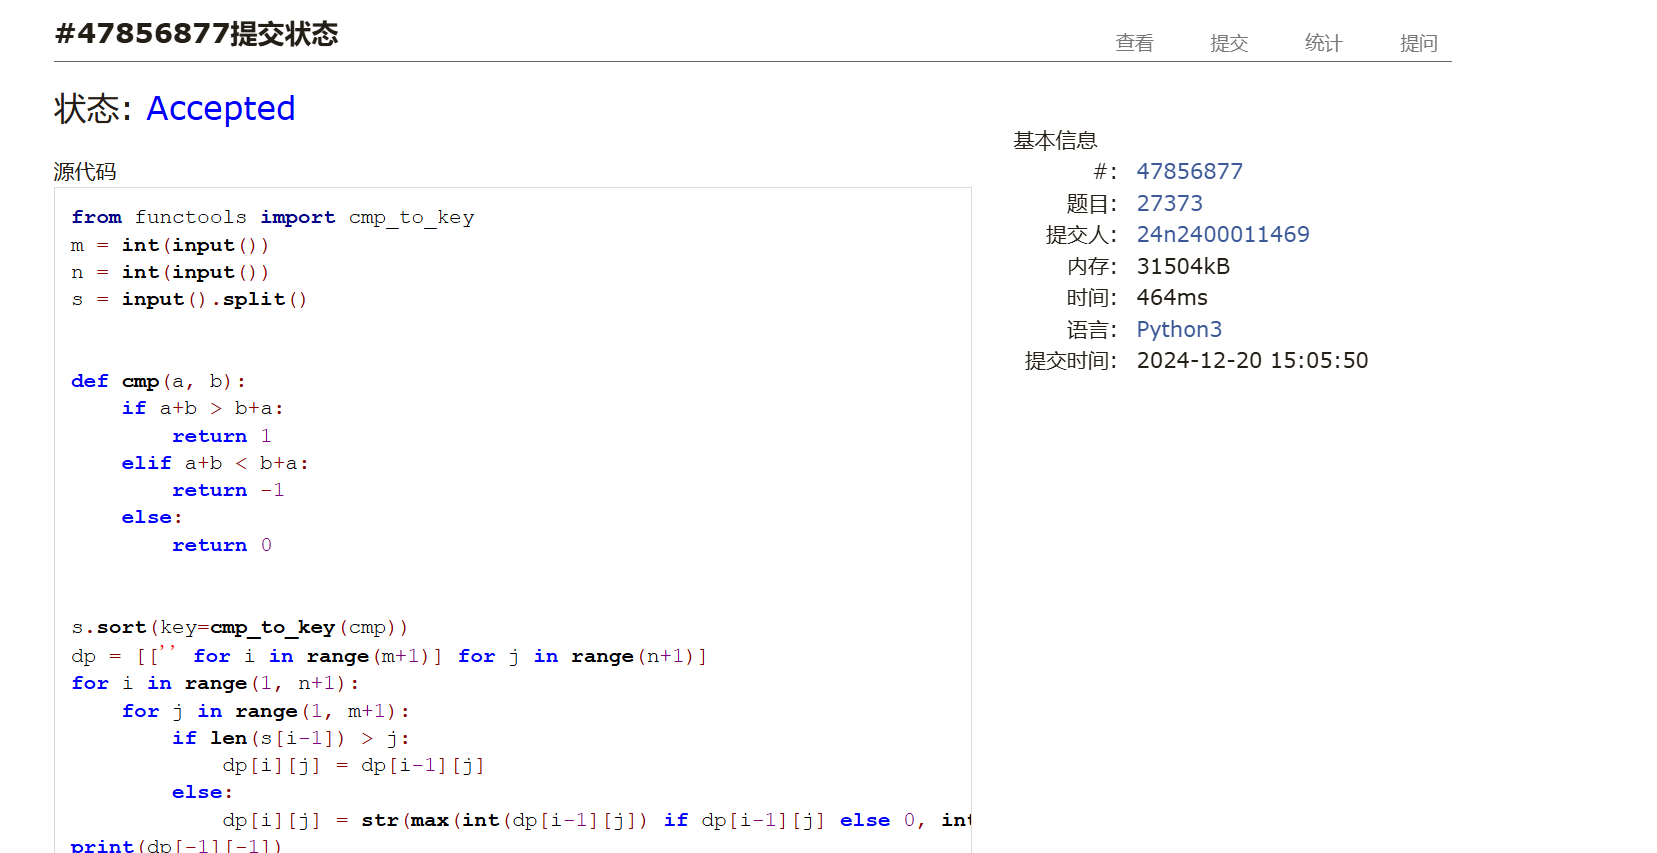 #47856877提交状态
查看 提交 统计 提问
状态: Accepted
源代码
from functools import cmp_to_key
m = int(input())
n = int(input())
s = input().split()
def cmp(a, b):
    if a+b > b+a:
        return 1
    elif a+b < b+a:
        return -1
    else:
        return 0
s.sort(key=cmp_to_key(cmp))
dp = [['' for i in range(m+1)] for j in range(n+1)]
for i in range(1, n+1):
    for j in range(1, m+1):
        if len(s[i-1]) > j:
            dp[i][j] = dp[i-1][j]
        else:
            dp[i][j] = str(max(int(dp[i-1][j]) if dp[i-1][j] else 0, int
print(dp[-1][-1])
基本信息
#: 47856877
题目: 27373
提交人: 24n2400011469
内存: 31504kB
时间: 464ms
语言: Python3
提交时间: 2024-12-20 15:05:50